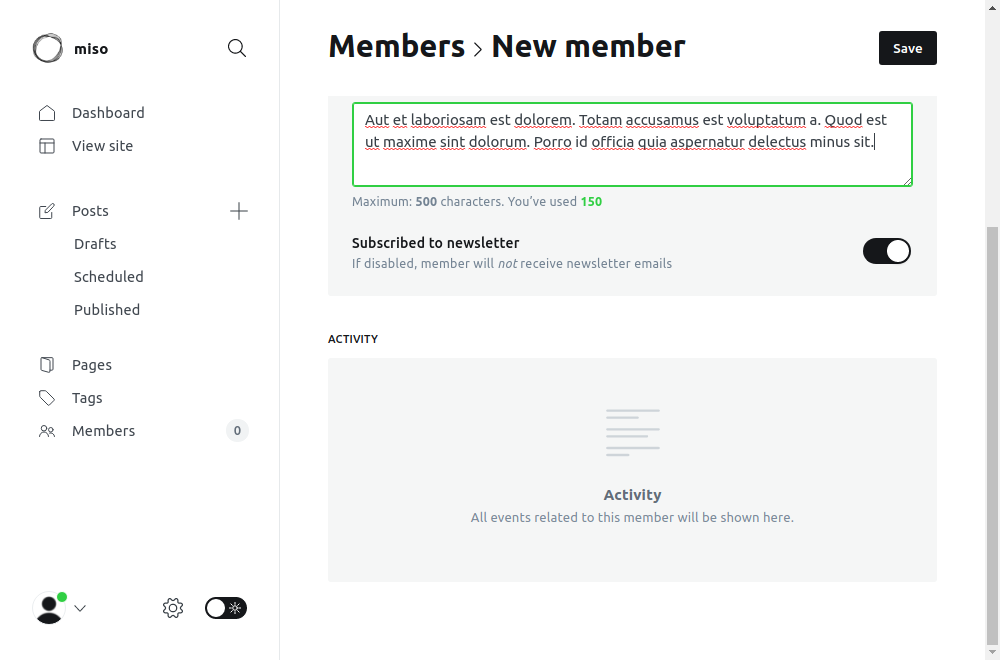 miso
Dashboard
View site
Posts
Drafts
Scheduled
Published
Pages
Tags
Members 0
Members > New member
Save
Aut et laboriosam est dolorem. Totam accusamus est voluptatum a. Quod est
ut maxime sint dolorum. Porro id officia quia aspernatur delectus minus sit.
Maximum: 500 characters. You’ve used 150
Subscribed to newsletter
If disabled, member will not receive newsletter emails
ACTIVITY
Activity
All events related to this member will be shown here.